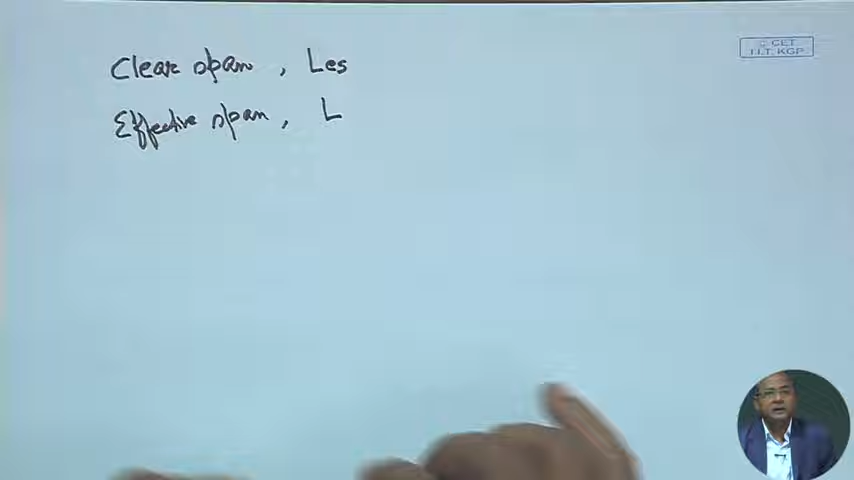 Clear span, Les
Effective span, L
© CET
I.I.T. KGP